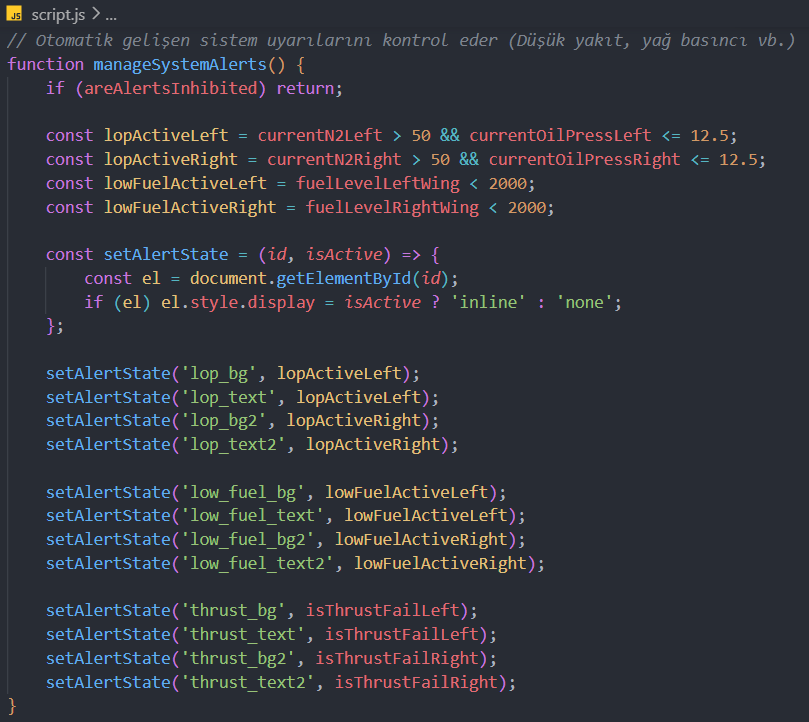 JS script.js > ...
// Otomatik gelişen sistem uyarılarını kontrol eder (Düşük yakıt, yağ basıncı vb.)
function manageSystemAlerts() {
    if (areAlertsInhibited) return;

    const lopActiveLeft = currentN2Left > 50 && currentOilPressLeft <= 12.5;
    const lopActiveRight = currentN2Right > 50 && currentOilPressRight <= 12.5;
    const lowFuelActiveLeft = fuelLevelLeftWing < 2000;
    const lowFuelActiveRight = fuelLevelRightWing < 2000;

    const setAlertState = (id, isActive) => {
        const el = document.getElementById(id);
        if (el) el.style.display = isActive ? 'inline' : 'none';
    };

    setAlertState('lop_bg', lopActiveLeft);
    setAlertState('lop_text', lopActiveLeft);
    setAlertState('lop_bg2', lopActiveRight);
    setAlertState('lop_text2', lopActiveRight);

    setAlertState('low_fuel_bg', lowFuelActiveLeft);
    setAlertState('low_fuel_text', lowFuelActiveLeft);
    setAlertState('low_fuel_bg2', lowFuelActiveRight);
    setAlertState('low_fuel_text2', lowFuelActiveRight);

    setAlertState('thrust_bg', isThrustFailLeft);
    setAlertState('thrust_text', isThrustFailLeft);
    setAlertState('thrust_bg2', isThrustFailRight);
    setAlertState('thrust_text2', isThrustFailRight);
}